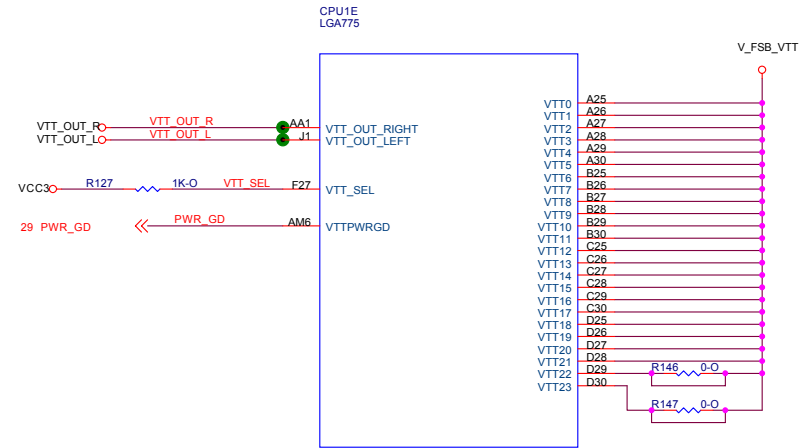 CPU1E
LGA775
V_FSB_VTT
VTT_OUT_R VTT_OUT_R AA1 VTT_OUT_RIGHT
VTT_OUT_L VTT_OUT_L J1 VTT_OUT_LEFT
VCC3 R127 1K-O VTT_SEL F27 VTT_SEL
29 PWR_GD PWR_GD AM6 VTTPWRGD
VTT0 A25
VTT1 A26
VTT2 A27
VTT3 A28
VTT4 A29
VTT5 A30
VTT6 B25
VTT7 B26
VTT8 B27
VTT9 B28
VTT10 B29
VTT11 B30
VTT12 C25
VTT13 C26
VTT14 C27
VTT15 C28
VTT16 C29
VTT17 C30
VTT18 D25
VTT19 D26
VTT20 D27
VTT21 D28
VTT22 D29 R146 0-O
VTT23 D30 R147 0-O